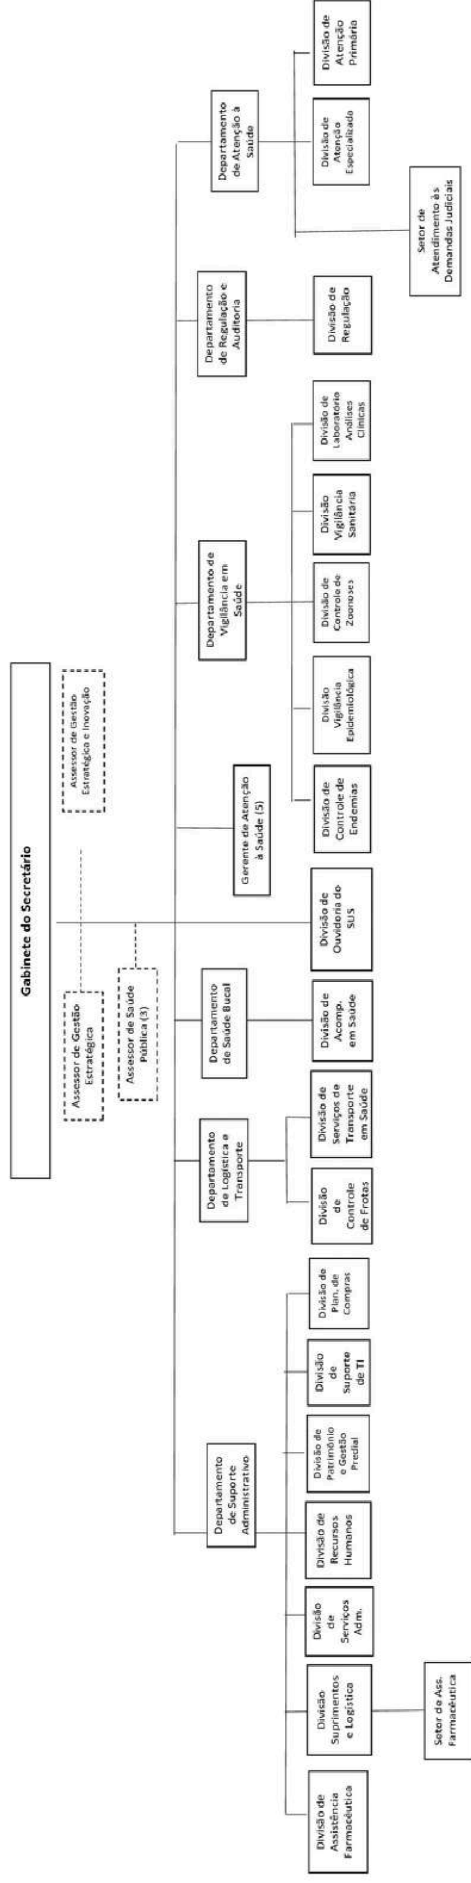 Gabinete do Secretário
Assessor de Gestão
Estratégica
Assessor de Gestão
Estratégica e Inovação
Assessor de Saúde
Pública (3)
Departamento
de Suporte
Administrativo
Departamento
de Logística e
Transporte
Departamento
de Saúde Bucal
Gerente de Atenção
à Saúde (5)
Departamento de
Vigilância em
Saúde
Departamento
de Regulação e
Auditoria
Departamento
de Atenção à
Saúde
Divisão de
Assistência
Farmacêutica
Divisão
Suprimentos
e Logística
Divisão
de
Serviços
Adm.
Divisão de
Recursos
Humanos
Divisão de
Patrimônio
e Gestão
Predial
Divisão
de
Suporte
de TI
Divisão de
Plan. de
Compras
Divisão
de
Controle
de Frotas
Divisão de
Serviços de
Transporte
em Saúde
Divisão de
Acomp.
em Saúde
Divisão de
Ouvidoria do
SUS
Divisão de
Controle de
Endemias
Divisão
Vigilância
Epidemiológica
Divisão de
Controle de
Zoonoses
Divisão
Vigilância
Sanitária
Divisão de
Laboratório
Análises
Clínicas
Divisão de
Regulação
Divisão de
Atenção
Especializada
Divisão de
Atenção
Primária
Setor de Ass.
Farmacêutica
Setor de
Atendimento às
Demandas Judiciais